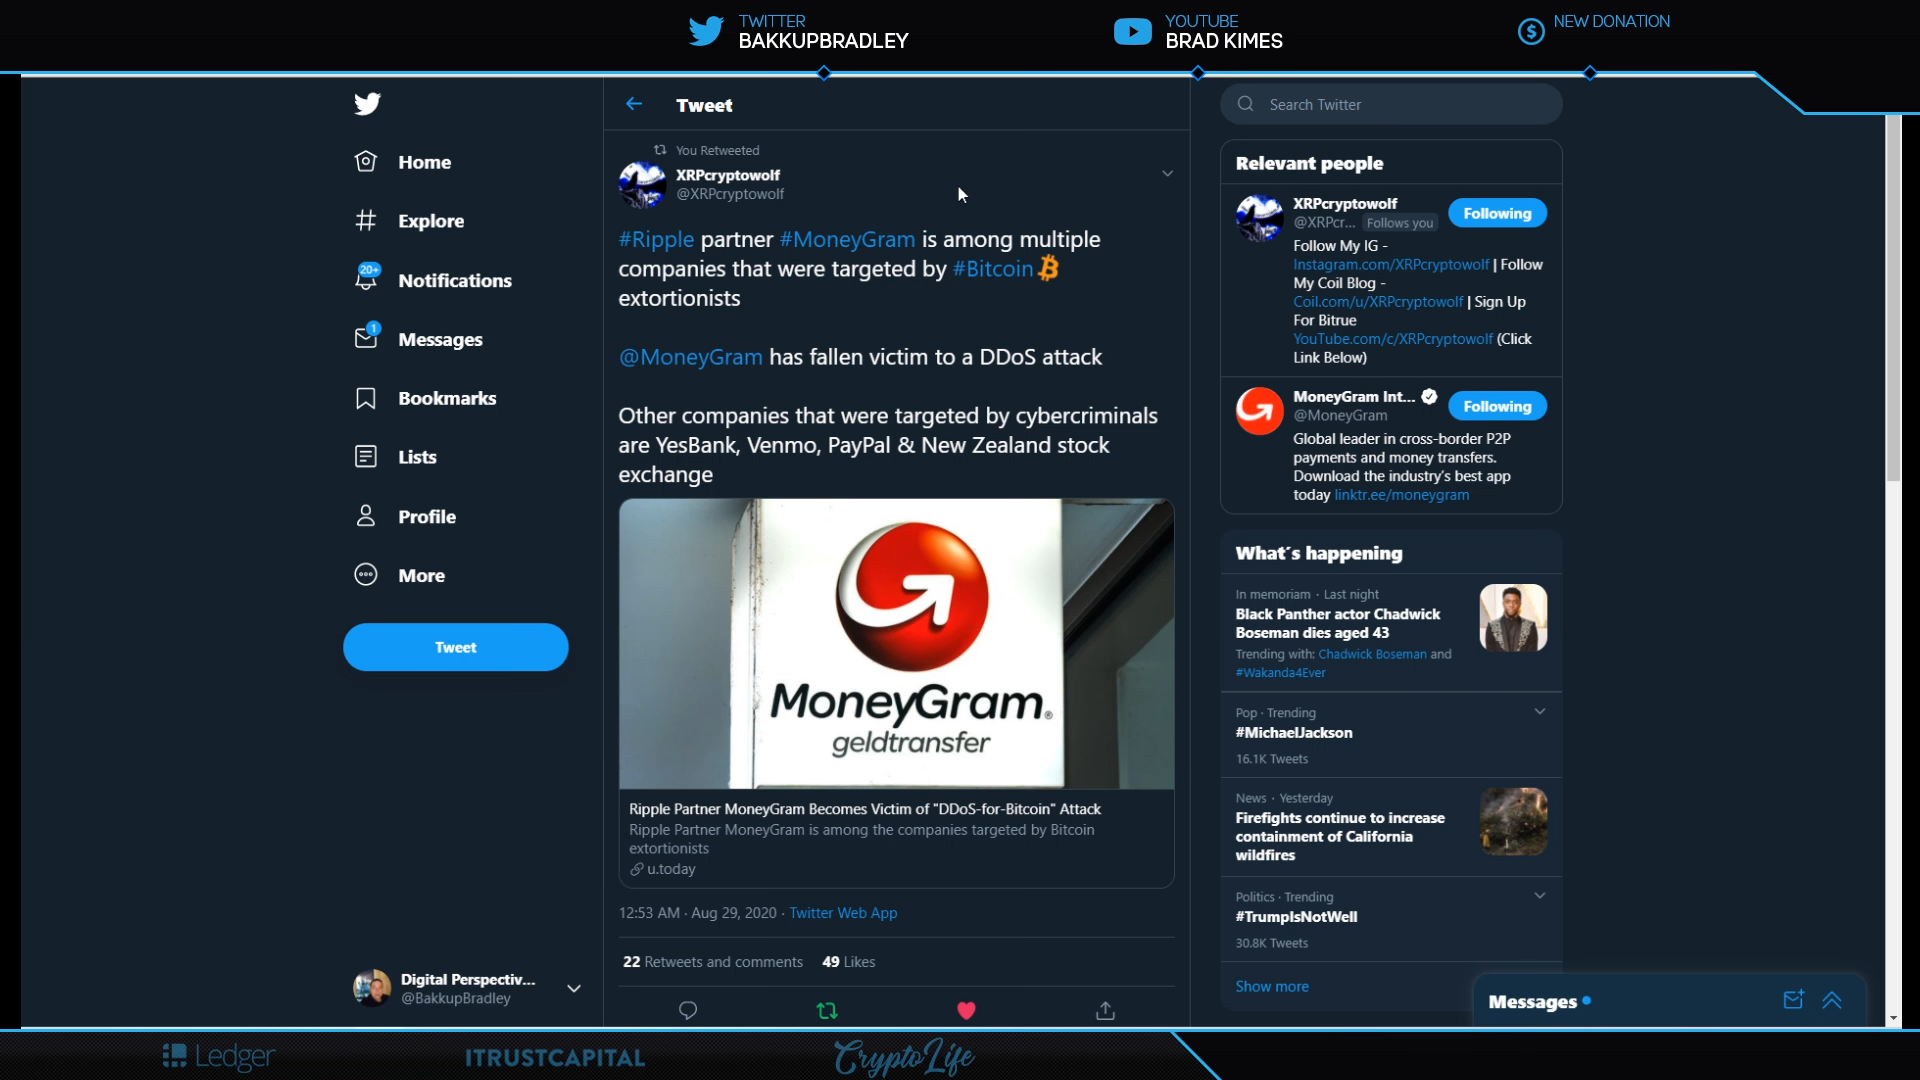 TWITTER
BAKKUPBRADLEY
YOUTUBE
BRAD KIMES
NEW DONATION
Home
Explore
20+
Notifications
1
Messages
Bookmarks
Lists
Profile
More
Tweet
Digital Perspectiv...
@BakkupBradley
Tweet
You Retweeted
XRPcryptowolf
@XRPcryptowolf
#Ripple partner #MoneyGram is among multiple
companies that were targeted by #Bitcoin
extortionists
@MoneyGram has fallen victim to a DDoS attack
Other companies that were targeted by cybercriminals
are YesBank, Venmo, PayPal & New Zealand stock
exchange
MoneyGram®
geldtransfer
Ripple Partner MoneyGram Becomes Victim of "DDoS-for-Bitcoin" Attack
Ripple Partner MoneyGram is among the companies targeted by Bitcoin
extortionists
u.today
12:53 AM · Aug 29, 2020 · Twitter Web App
22 Retweets and comments 49 Likes
Search Twitter
Relevant people
XRPcryptowolf
@XRPcr... Follows you
Following
Follow My IG -
Instagram.com/XRPcryptowolf | Follow
My Coil Blog -
Coil.com/u/XRPcryptowolf | Sign Up
For Bitrue
YouTube.com/c/XRPcryptowolf (Click
Link Below)
MoneyGram Int...
@MoneyGram
Following
Global leader in cross-border P2P
payments and money transfers.
Download the industry's best app
today linktr.ee/moneygram
What's happening
In memoriam · Last night
Black Panther actor Chadwick
Boseman dies aged 43
Trending with: Chadwick Boseman and
#Wakanda4Ever
Pop · Trending
#MichaelJackson
16.1K Tweets
News · Yesterday
Firefights continue to increase
containment of California
wildfires
Politics · Trending
#TrumpIsNotWell
30.8K Tweets
Show more
Messages
Ledger
ITRUSTCAPITAL
CryptoLife